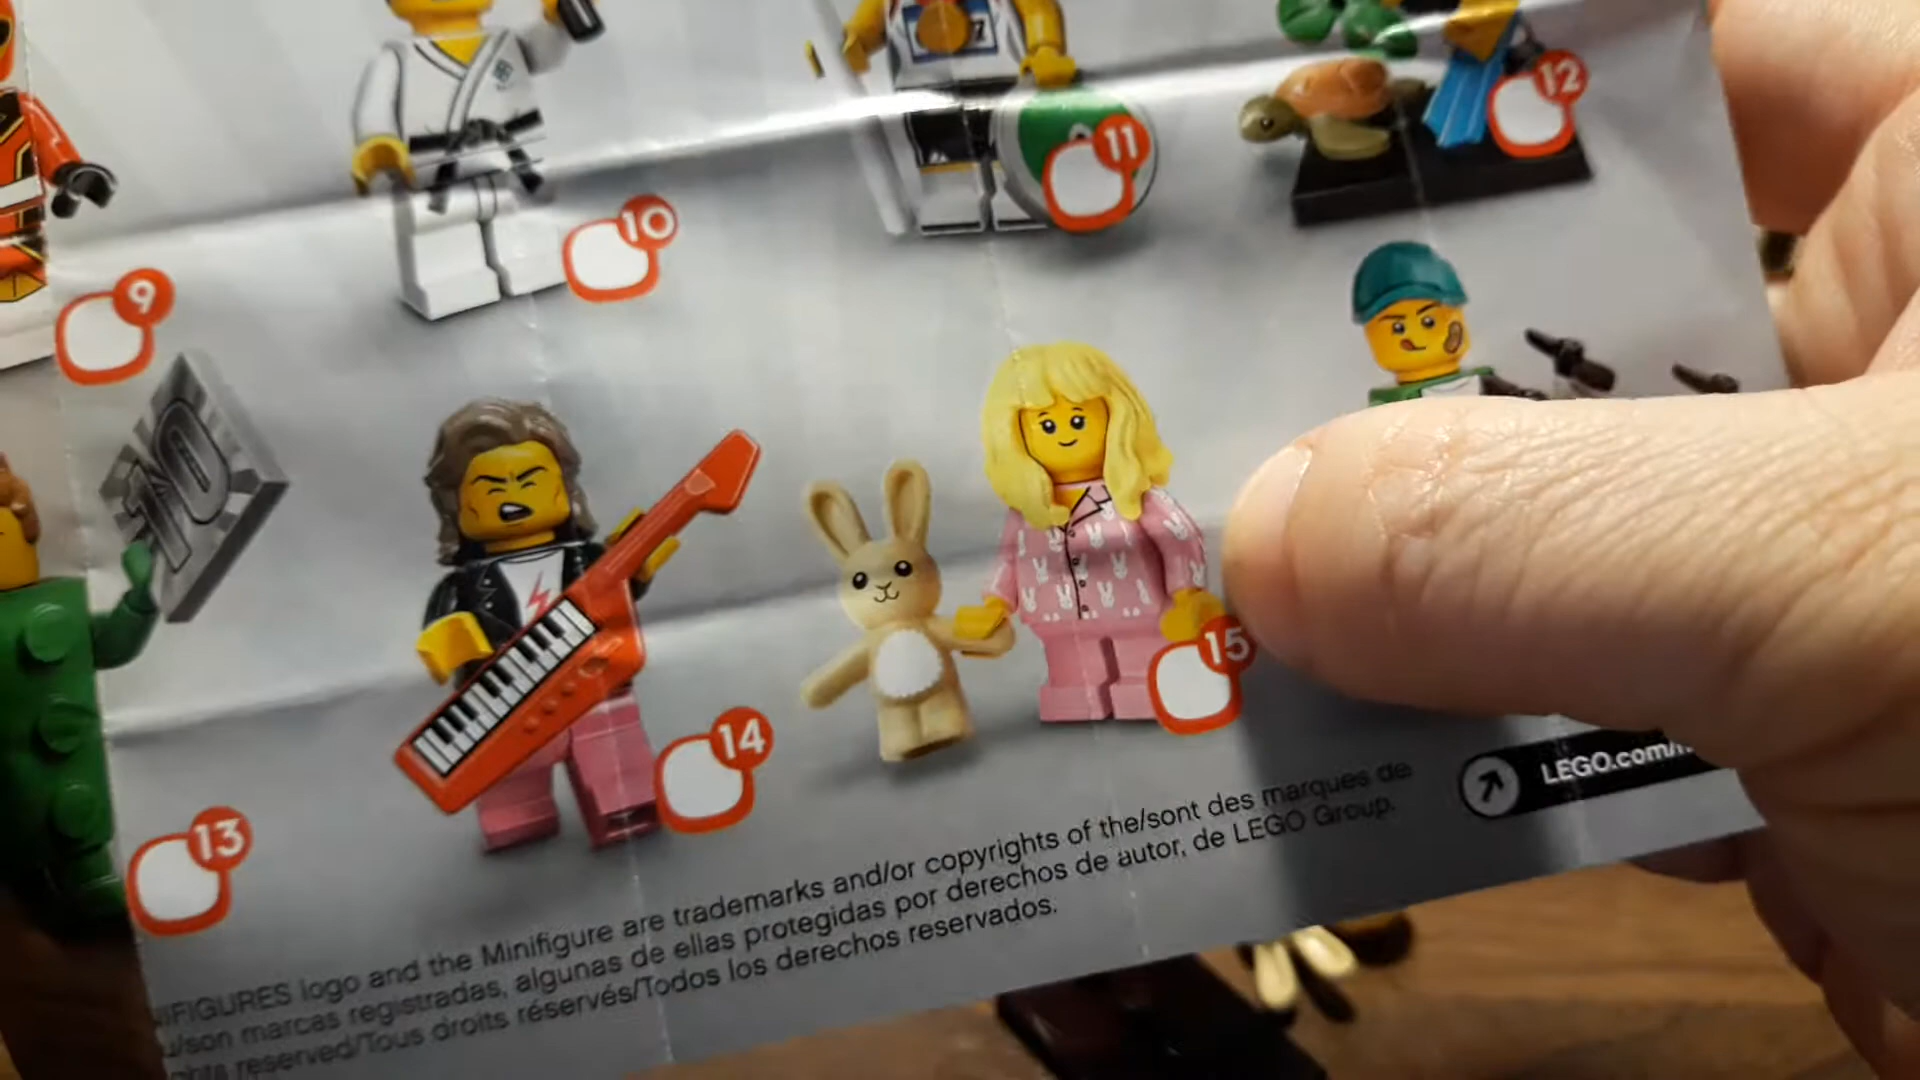 12
11
10
9
10
15
14
13
LEGO.com/
FIGURES logo and the Minifigure are trademarks and/or copyrights of the/sont des marques de
/son marcas registradas, algunas de ellas protegidas por derechos de autor, de LEGO Group.
reserved/Tous droits réservés/Todos los derechos reservados.